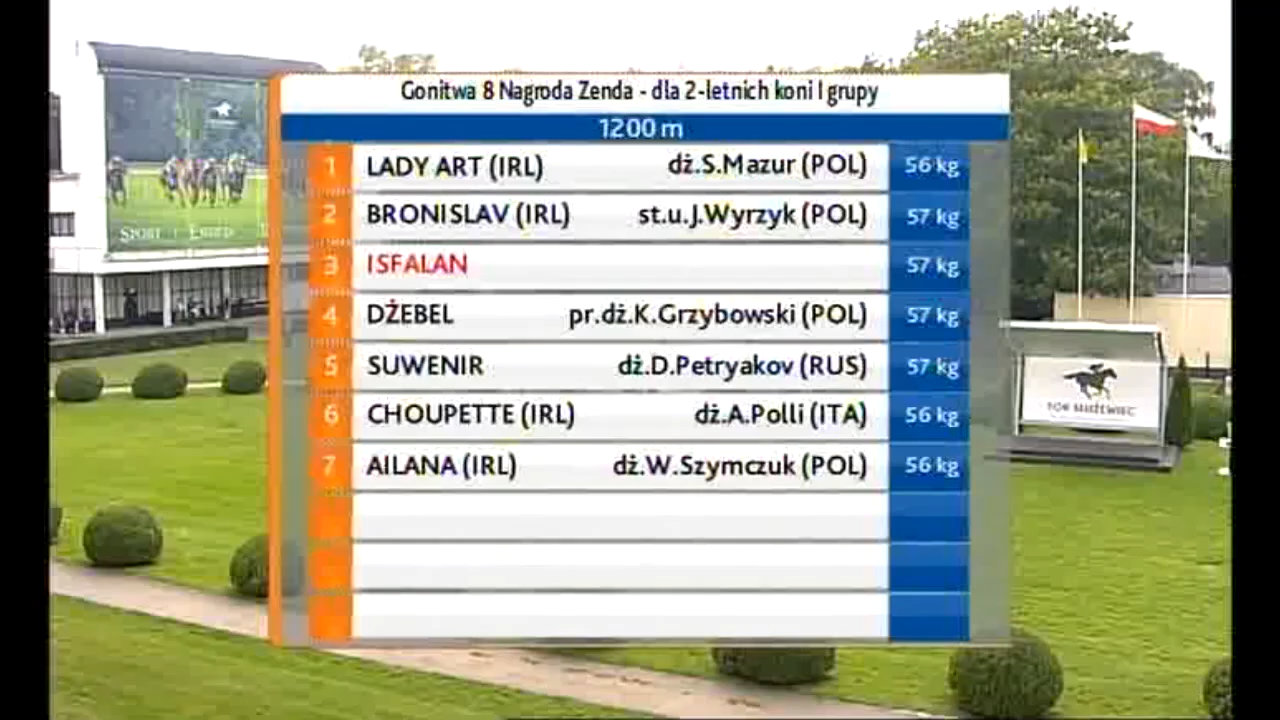 Gonitwa 8 Nagroda Zenda - dla 2-letnich koni I grupy
1200 m
1 LADY ART (IRL) dż.S.Mazur (POL) 56 kg
2 BRONISLAV (IRL) st.u.J.Wyrzyk (POL) 57 kg
3 ISFALAN 57 kg
4 DŻEBEL pr.dż.K.Grzybowski (POL) 57 kg
5 SUWENIR dż.D.Petryakov (RUS) 57 kg
6 CHOUPETTE (IRL) dż.A.Polli (ITA) 56 kg
7 AILANA (IRL) dż.W.Szymczuk (POL) 56 kg
SPORT
TOR SŁUŻEWIEC